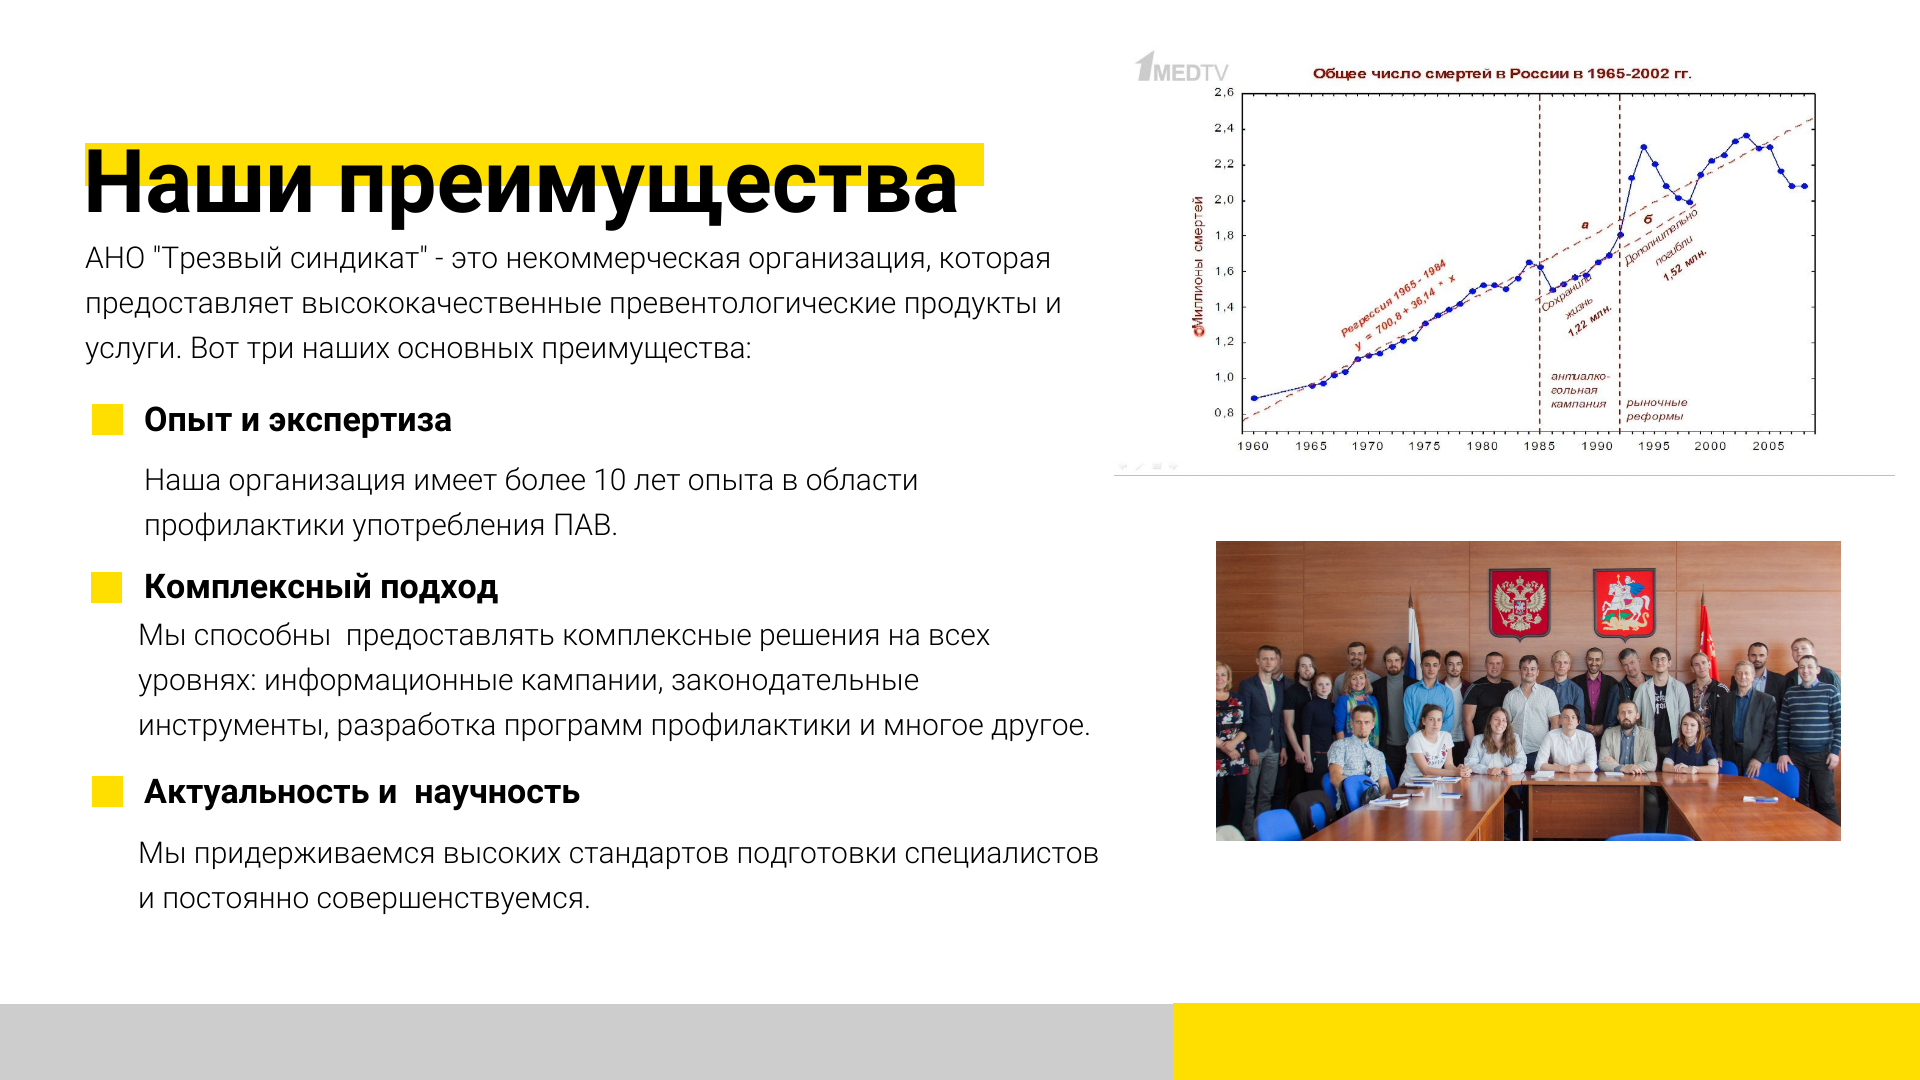 Наши преимущества
АНО "Трезвый синдикат" - это некоммерческая организация, которая
предоставляет высококачественные превентологические продукты и
услуги. Вот три наших основных преимущества:
Опыт и экспертиза
Наша организация имеет более 10 лет опыта в области
профилактики употребления ПАВ.
Комплексный подход
Мы способны  предоставлять комплексные решения на всех
уровнях: информационные кампании, законодательные
инструменты, разработка программ профилактики и многое другое.
Актуальность и  научность
Мы придерживаемся высоких стандартов подготовки специалистов
и постоянно совершенствуемся.
1MEDTV
Общее число смертей в России в 1965-2002 гг.
Миллионы смертей
2,6
2,4
2,2
2,0
1,8
1,6
1,4
1,2
1,0
0,8
Регрессия 1965 - 1984
y = 700,8 + 36,14 * x
а
б
Сохранили
жизнь
1,22 млн.
Дополнительно
погибли
1,52 млн.
антиалко-
гольная
кампания
рыночные
реформы
1960 1965 1970 1975 1980 1985 1990 1995 2000 2005